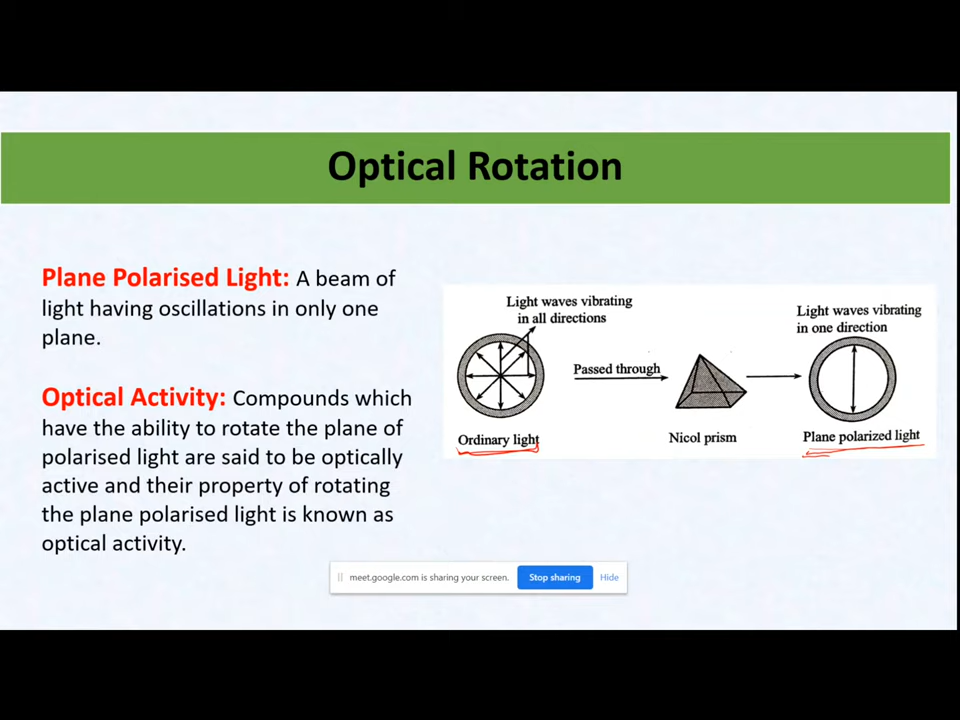 Optical Rotation
Plane Polarised Light: A beam of
light having oscillations in only one
plane.
Optical Activity: Compounds which
have the ability to rotate the plane of
polarised light are said to be optically
active and their property of rotating
the plane polarised light is known as
optical activity.
Light waves vibrating
in all directions
Ordinary light
Passed through
Nicol prism
Light waves vibrating
in one direction
Plane polarized light
meet.google.com is sharing your screen. Stop sharing Hide